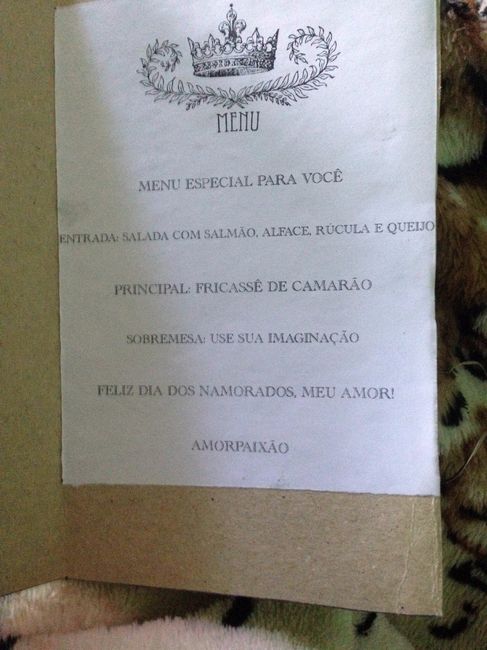 MENU
MENU ESPECIAL PARA VOCÊ
ENTRADA: SALADA COM SALMÃO, ALFACE, RÚCULA E QUEIJO
PRINCIPAL: FRICASSÊ DE CAMARÃO
SOBREMESA: USE SUA IMAGINAÇÃO
FELIZ DIA DOS NAMORADOS, MEU AMOR!
AMORPAIXÃO